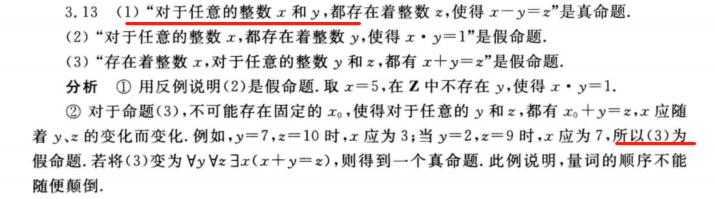 3.13 (1)“对于任意的整数 x 和 y,都存在着整数 z,使得 x－y=z”是真命题.
(2)“对于任意的整数 x,都存在着整数 y,使得 x·y=1”是假命题.
(3)“存在着整数 x,对于任意的整数 y 和 z,都有 x+y=z”是假命题.
分析 ① 用反例说明(2)是假命题.取 x=5,在 Z 中不存在 y,使得 x·y=1.
② 对于命题(3),不可能存在固定的 x₀,使得对于任意的 y 和 z,都有 x₀+y=z,x 应随
着 y、z 的变化而变化.例如,y=7,z=10 时,x 应为 3;当 y=2,z=9 时,x 应为 7,所以(3)为
假命题.若将(3)变为 ∀y∀z∃x(x+y=z),则得到一个真命题.此例说明,量词的顺序不能
随便颠倒.